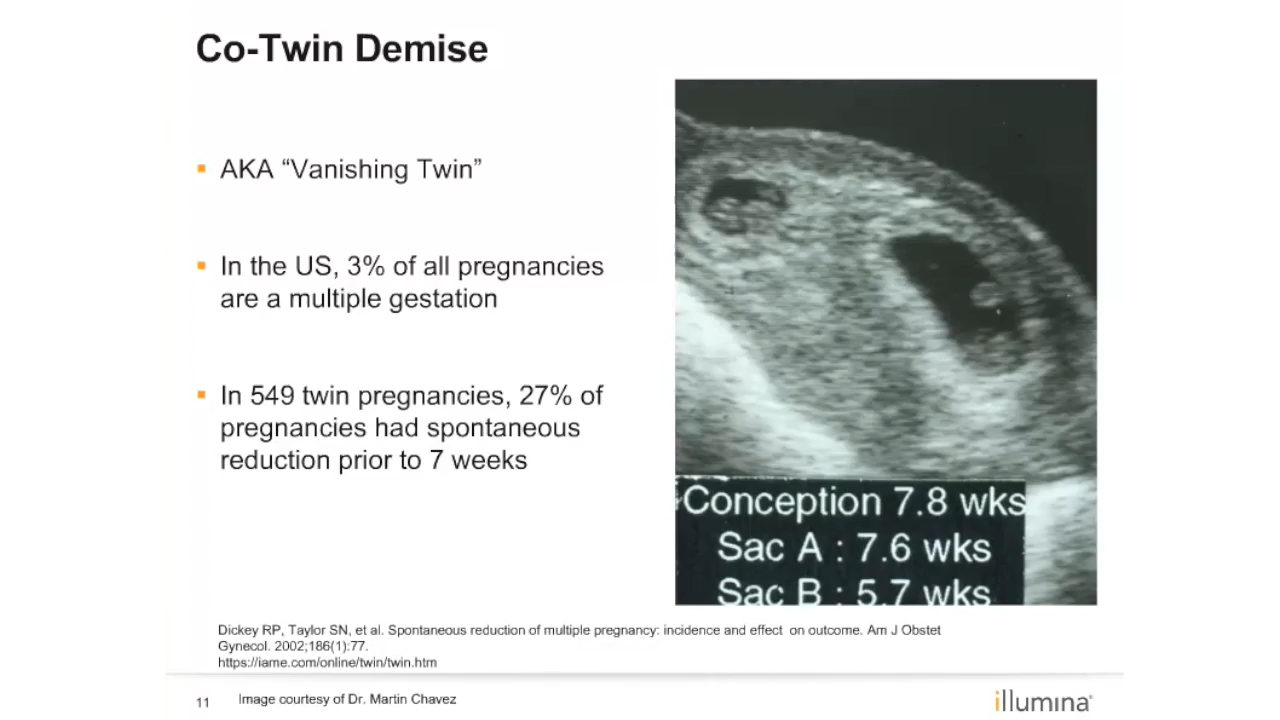 Co-Twin Demise
▪ AKA “Vanishing Twin”
▪ In the US, 3% of all pregnancies
are a multiple gestation
▪ In 549 twin pregnancies, 27% of
pregnancies had spontaneous
reduction prior to 7 weeks
Conception 7.8 wks
Sac A : 7.6 wks
Sac B : 5.7 wks
Dickey RP, Taylor SN, et al. Spontaneous reduction of multiple pregnancy: incidence and effect on outcome. Am J Obstet
Gynecol. 2002;186(1):77.
https://iame.com/online/twin/twin.htm
11
Image courtesy of Dr. Martin Chavez
illumina®